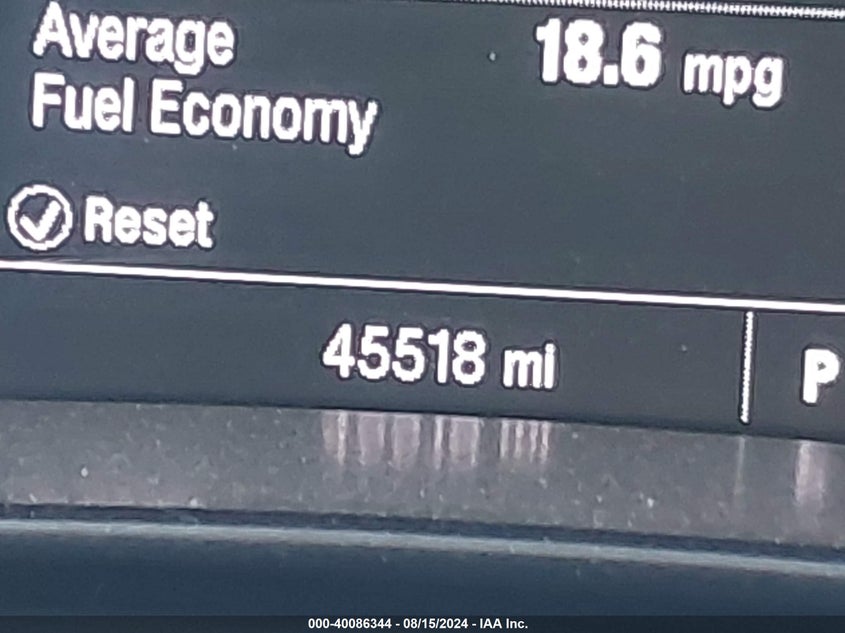 Average 18.6 mpg
Fuel Economy
Reset
45518 mi P
000-40086344 - 08/15/2024 - IAA Inc.